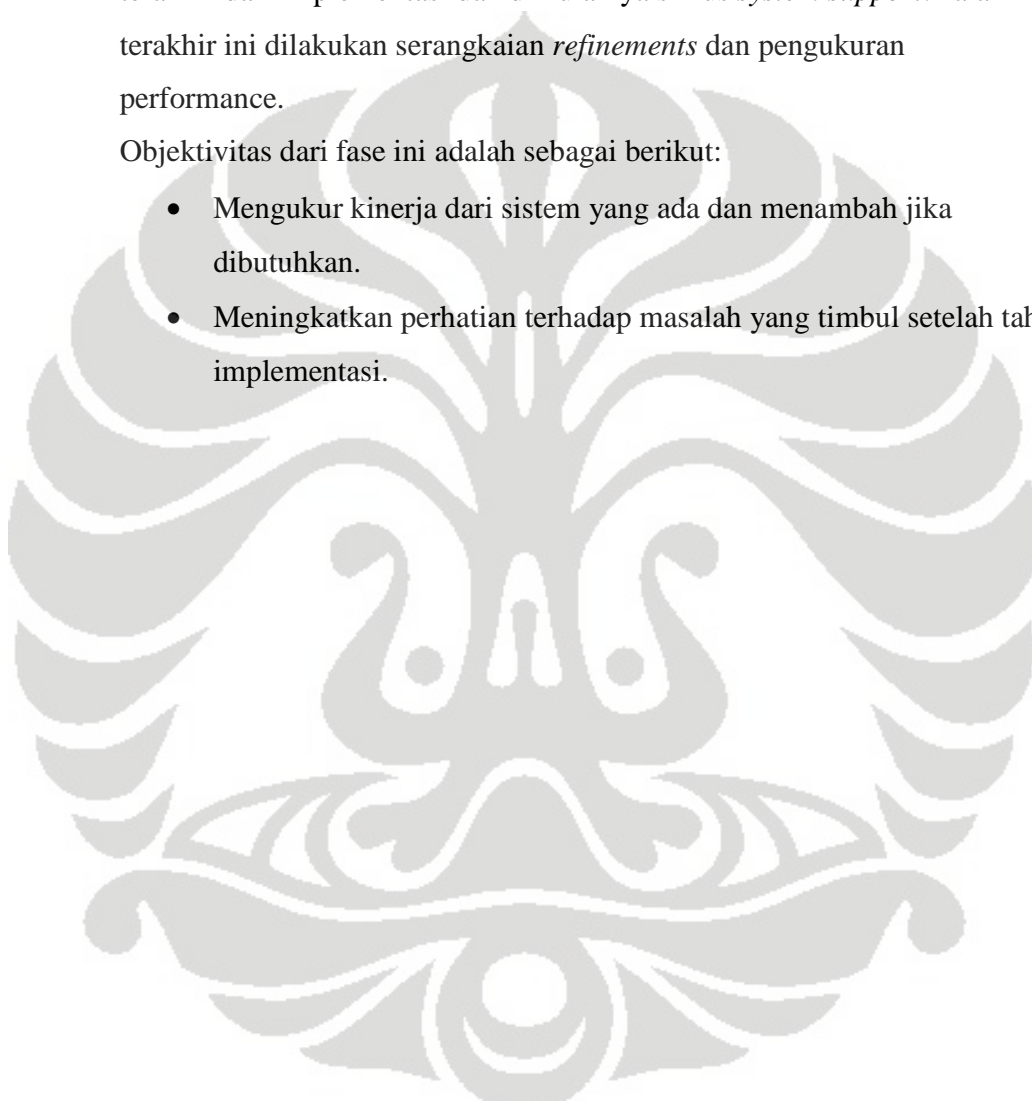 terakhir ini dilakukan serangkaian refinements dan pengukuran
performance.
Objektivitas dari fase ini adalah sebagai berikut:
• Mengukur kinerja dari sistem yang ada dan menambah jika
dibutuhkan.
• Meningkatkan perhatian terhadap masalah yang timbul setelah
implementasi.